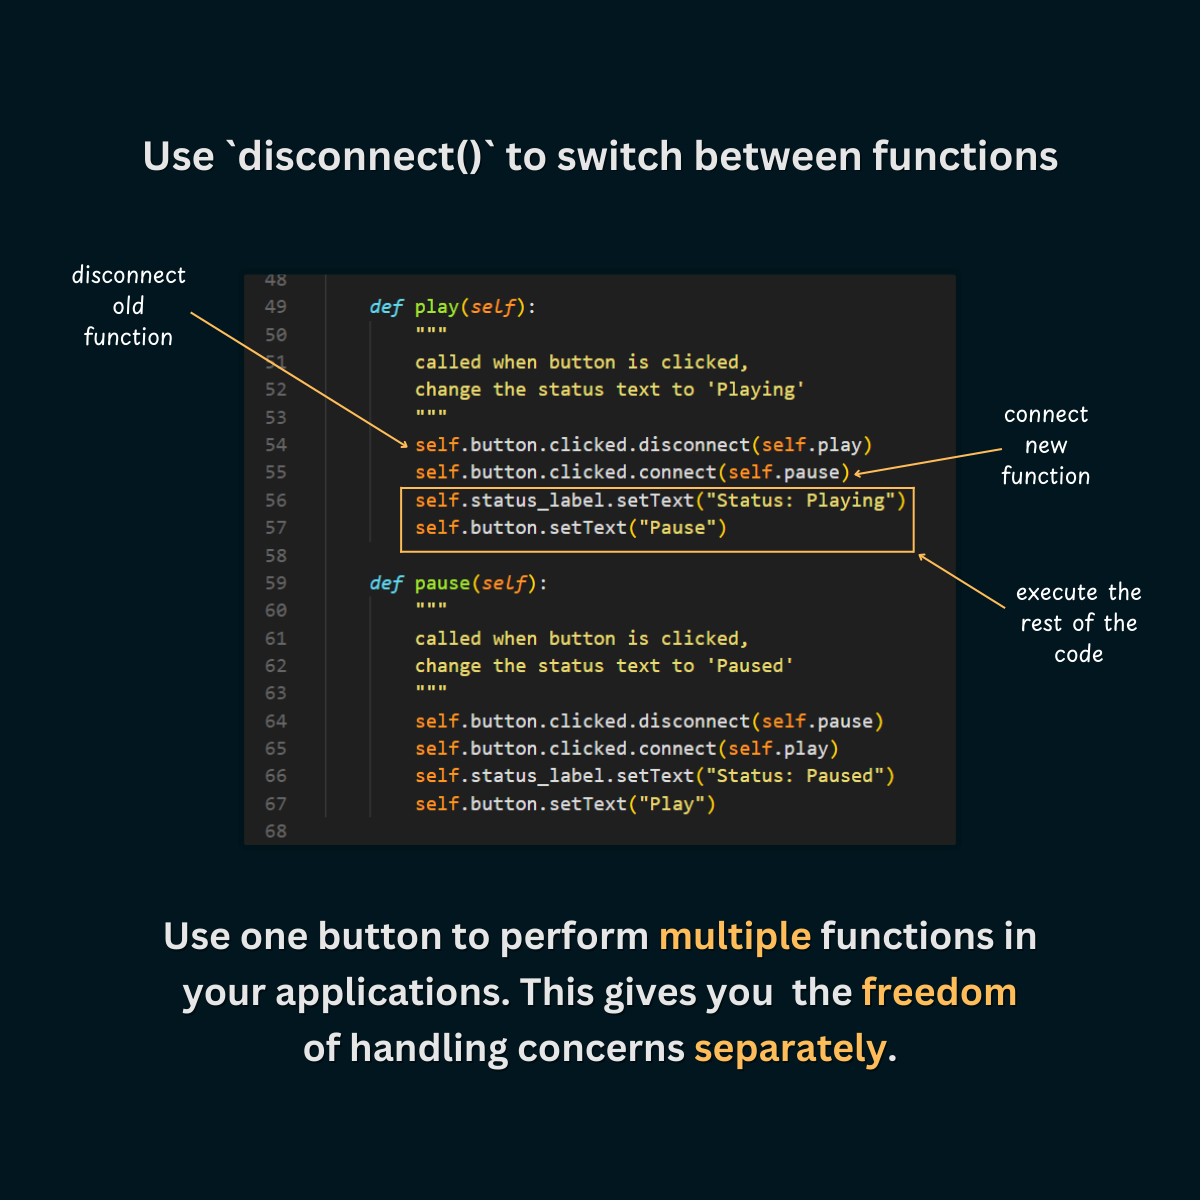 Use `disconnect()` to switch between functions
disconnect
old
function
48
49 def play(self):
50 """
51 called when button is clicked,
52 change the status text to 'Playing'
53 """
54 self.button.clicked.disconnect(self.play)
55 self.button.clicked.connect(self.pause)
56 self.status_label.setText("Status: Playing")
57 self.button.setText("Pause")
58
59 def pause(self):
60 """
61 called when button is clicked,
62 change the status text to 'Paused'
63 """
64 self.button.clicked.disconnect(self.pause)
65 self.button.clicked.connect(self.play)
66 self.status_label.setText("Status: Paused")
67 self.button.setText("Play")
68
connect
new
function
execute the
rest of the
code
Use one button to perform multiple functions in
your applications. This gives you  the freedom
of handling concerns separately.